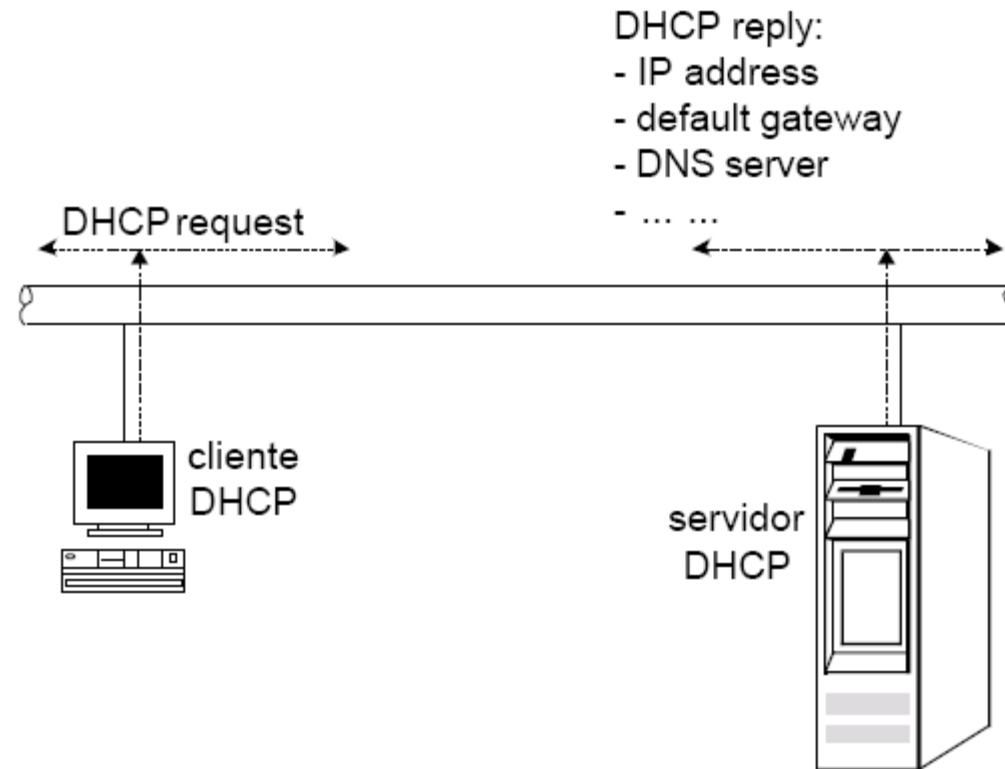 DHCP reply:
- IP address
- default gateway
- DNS server
- ... ...
DHCP request
cliente
DHCP
servidor
DHCP